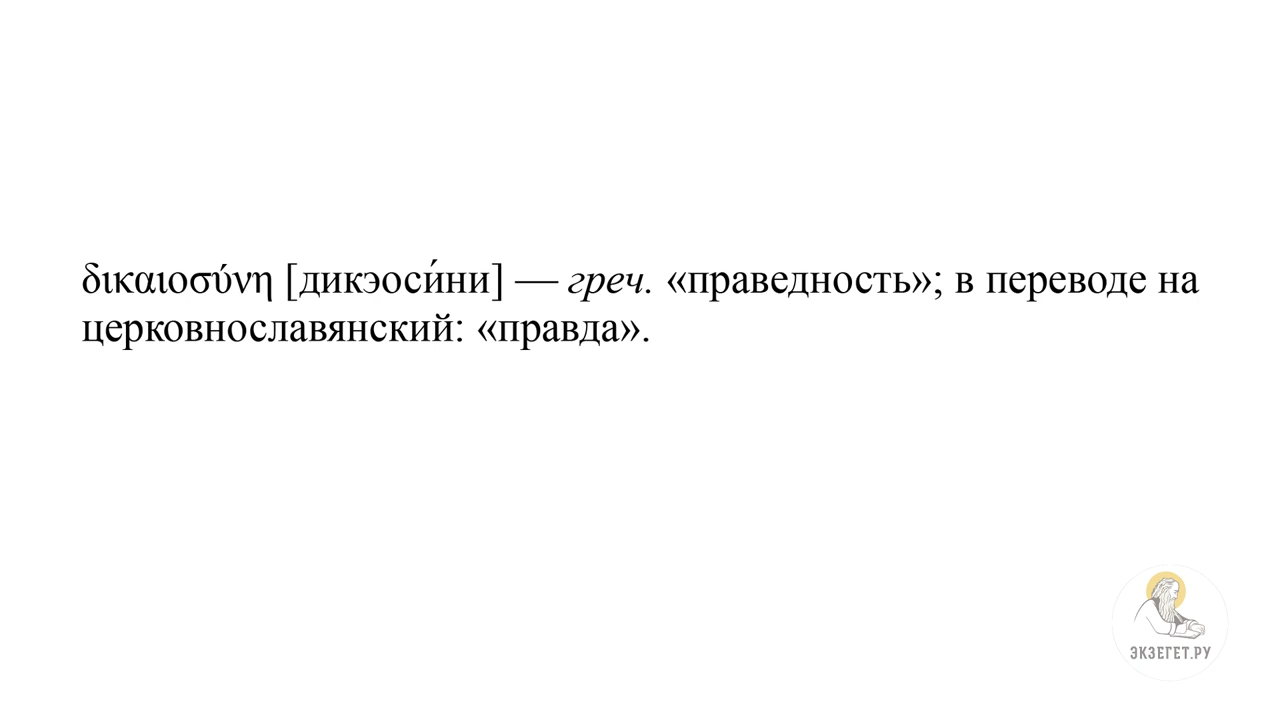 δικαιοσύνη [дикэоси́ни] — греч. «праведность»; в переводе на
церковнославянский: «правда».
ЭКЗЕГЕТ.РУ